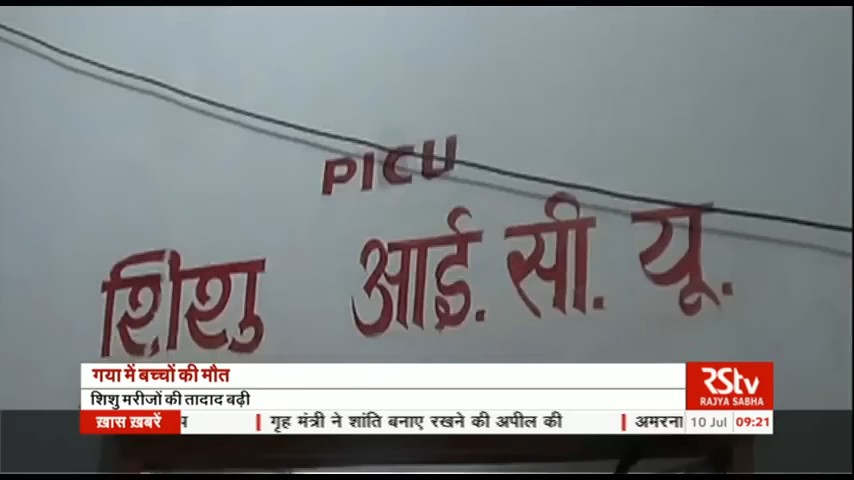 PICU
शिशु आई. सी. यू.
गया में बच्चों की मौत
शिशु मरीजों की तादाद बढ़ी
RStv
RAJYA SABHA
ख़ास ख़बरें गृह मंत्री ने शांति बनाए रखने की अपील की अमरना 10 Jul 09:21